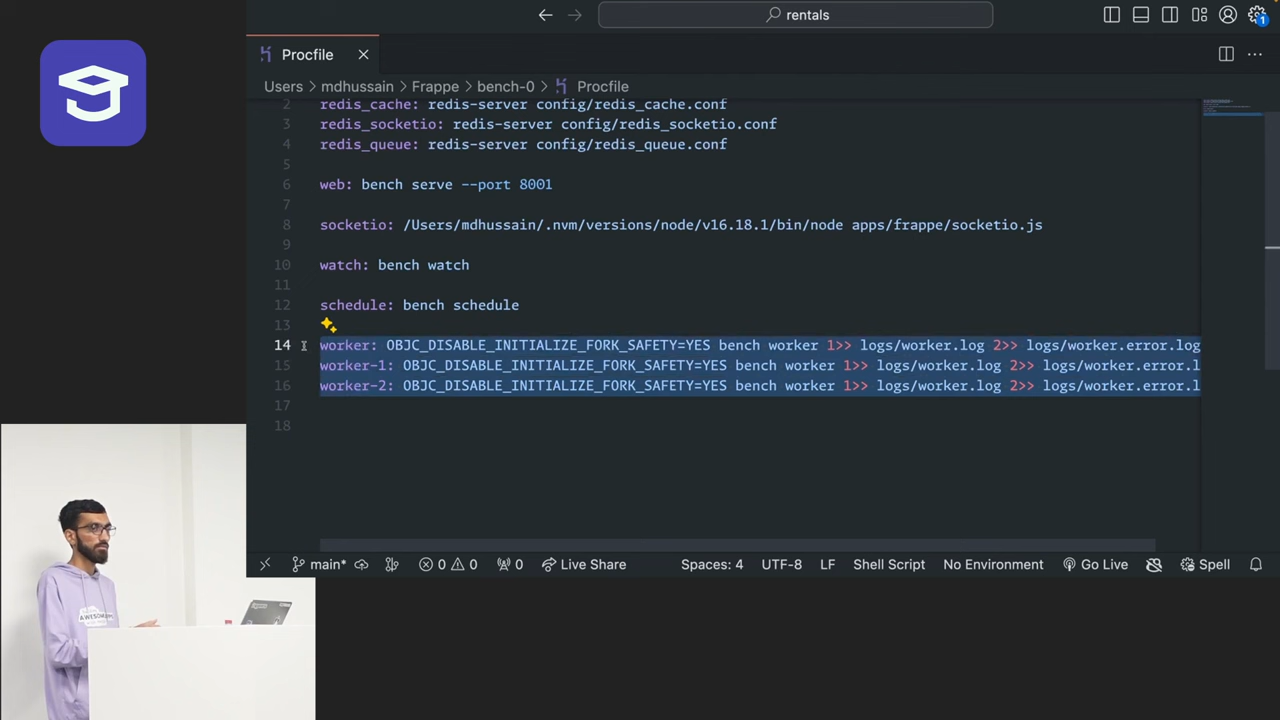 rentals
1
Procfile
Users > mdhussain > Frappe > bench-0 > Procfile
2 redis_cache: redis-server config/redis_cache.conf
3 redis_socketio: redis-server config/redis_socketio.conf
4 redis_queue: redis-server config/redis_queue.conf
5
6 web: bench serve --port 8001
7
8 socketio: /Users/mdhussain/.nvm/versions/node/v16.18.1/bin/node apps/frappe/socketio.js
9
10 watch: bench watch
11
12 schedule: bench schedule
13
14 worker: OBJC_DISABLE_INITIALIZE_FORK_SAFETY=YES bench worker 1>> logs/worker.log 2>> logs/worker.error.log
15 worker-1: OBJC_DISABLE_INITIALIZE_FORK_SAFETY=YES bench worker 1>> logs/worker.log 2>> logs/worker.error.l
16 worker-2: OBJC_DISABLE_INITIALIZE_FORK_SAFETY=YES bench worker 1>> logs/worker.log 2>> logs/worker.error.l
17
18
main* 0 0 0 Live Share Spaces: 4 UTF-8 LF Shell Script No Environment Go Live Spell
AWESOME